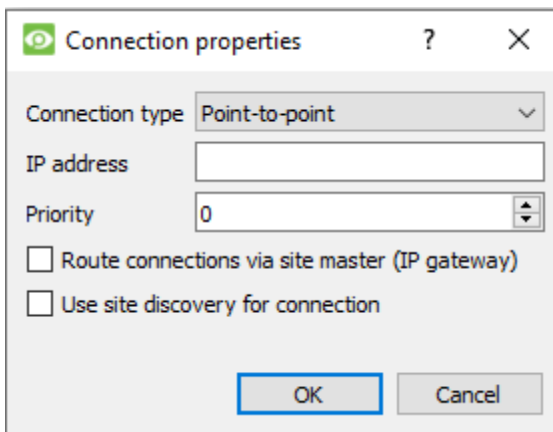 Connection properties ?
Connection type Point-to-point
IP address
Priority 0
Route connections via site master (IP gateway)
Use site discovery for connection
OK Cancel